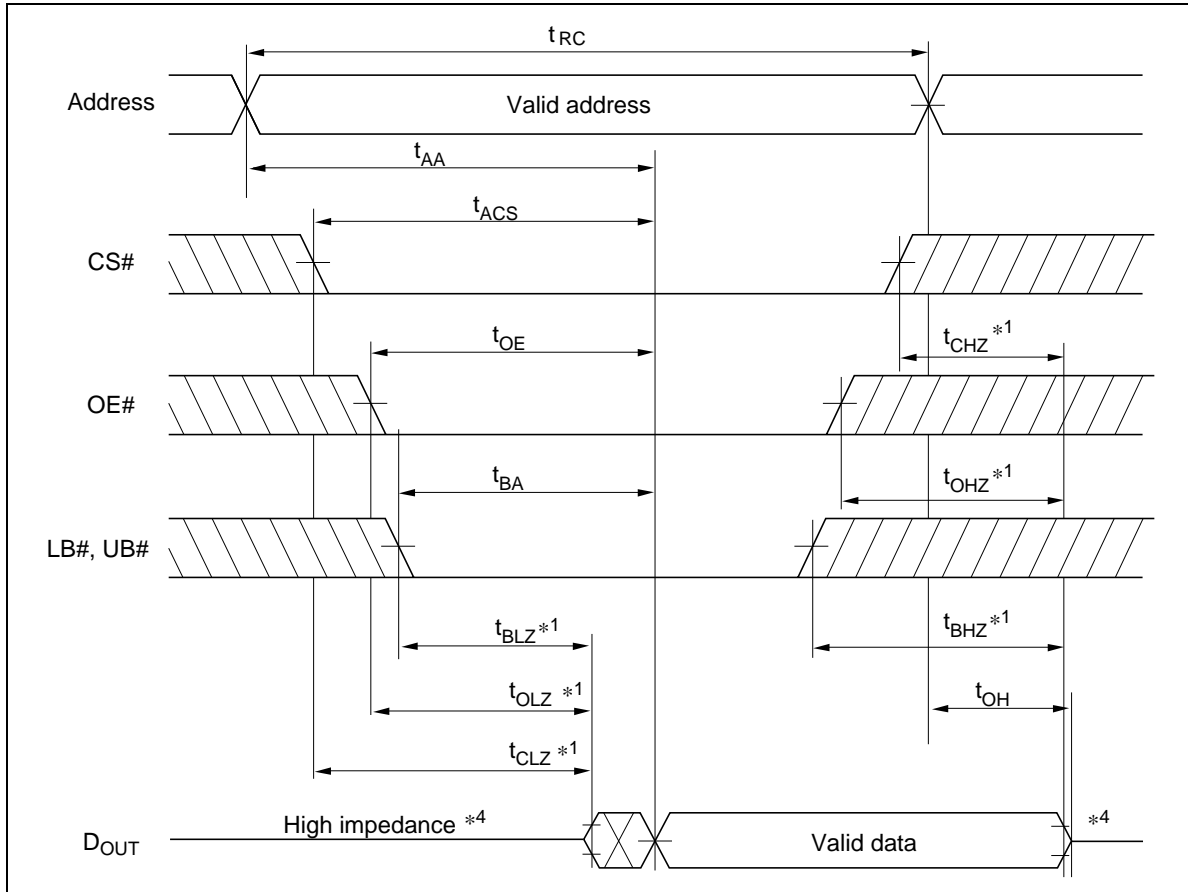 tRC
Address
Valid address
tAA
tACS
CS#
tOE
tCHZ *1
OE#
tBA
tOHZ *1
LB#, UB#
tBLZ *1
tBHZ *1
tOLZ *1
tOH
tCLZ *1
High impedance *4
*4
DOUT
Valid data